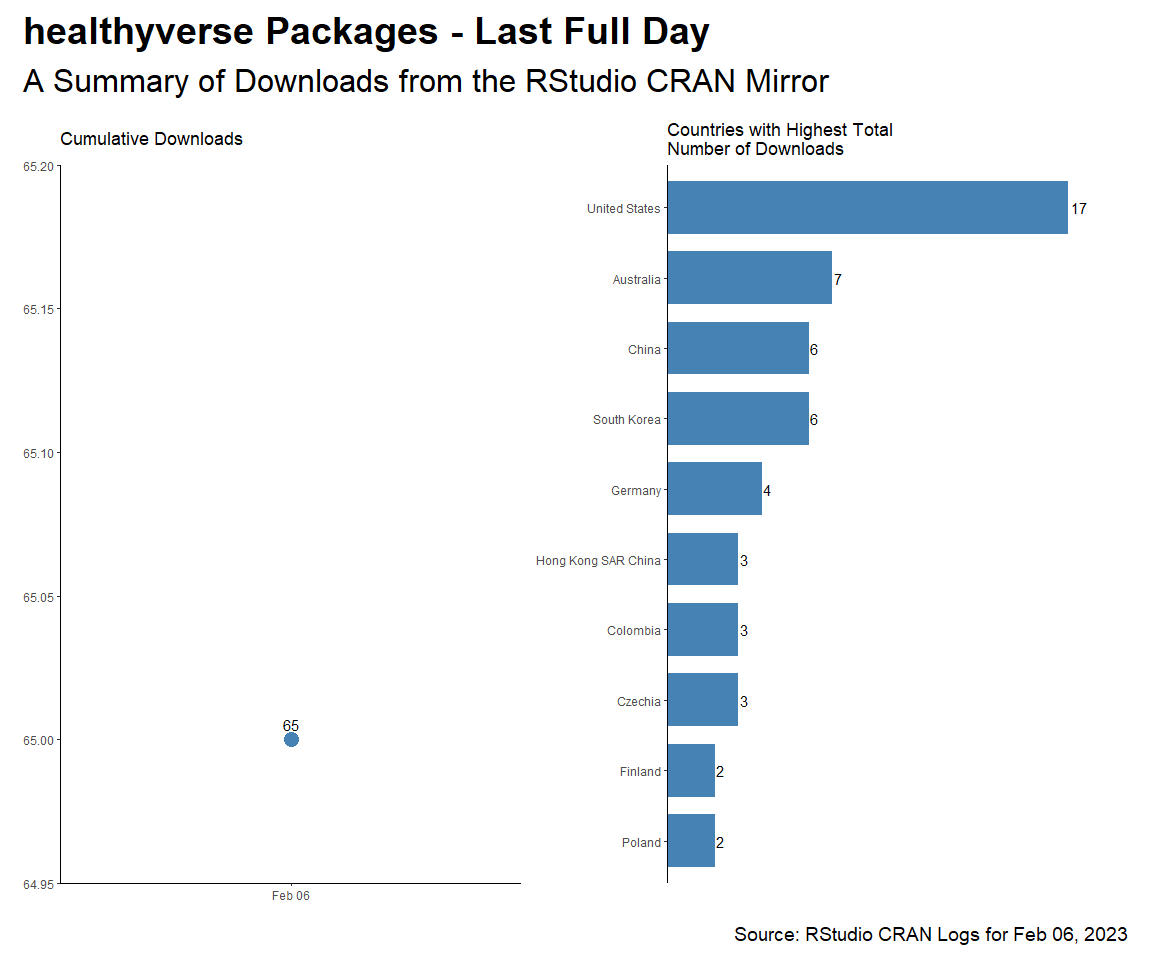 healthyverse Packages - Last Full Day
A Summary of Downloads from the RStudio CRAN Mirror
Cumulative Downloads
65.20
65.15
65.10
65.05
65.00
64.95
65
Feb 06
Countries with Highest Total
Number of Downloads
United States 17
Australia 7
China 6
South Korea 6
Germany 4
Hong Kong SAR China 3
Colombia 3
Czechia 3
Finland 2
Poland 2
Source: RStudio CRAN Logs for Feb 06, 2023